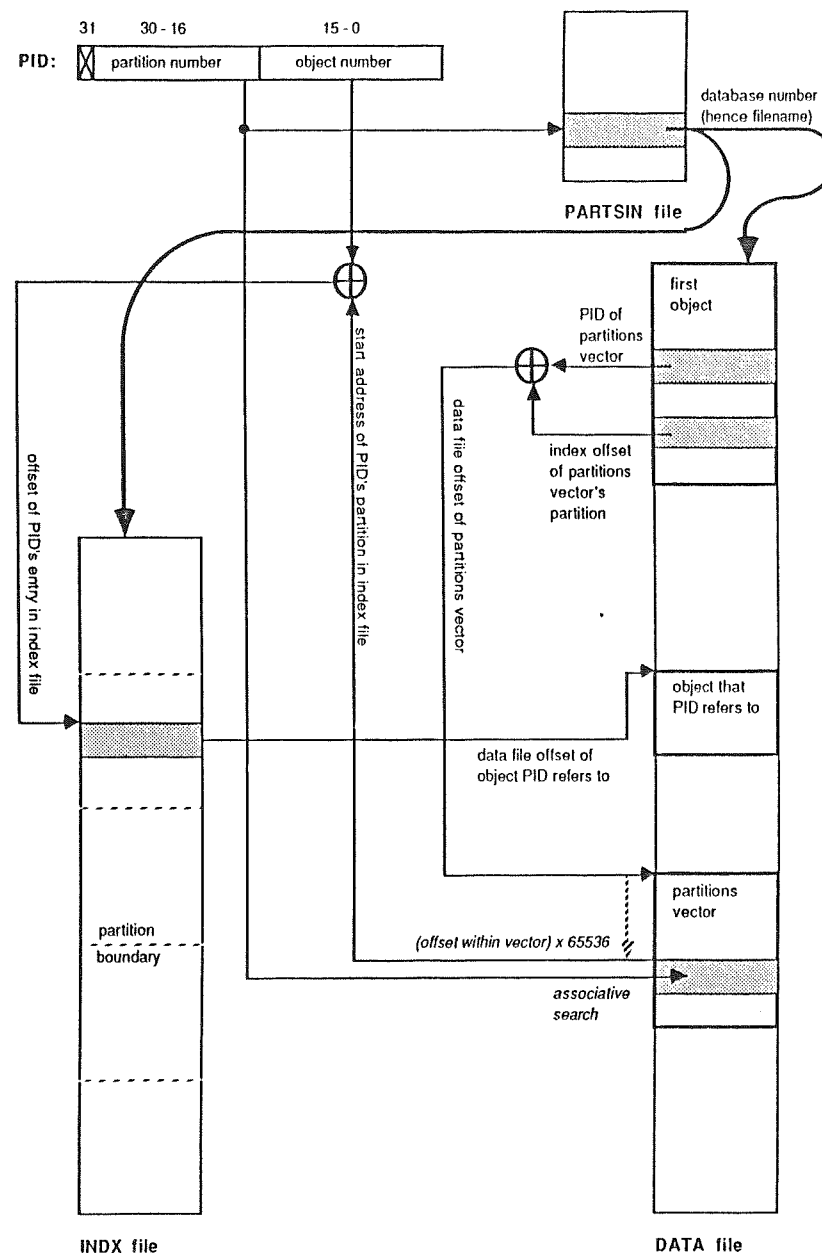 31 30 - 16 15 - 0
PID: partition number object number
database number
(hence filename)
PARTSIN file
first
object
PID of
partitions
vector
index offset
of partitions
vector's
partition
start address of PID's partition in index file
data file offset of partitions vector
offset of PID's entry in index file
object that
PID refers to
data file offset of
object PID refers to
partitions
vector
partition
boundary
(offset within vector) x 65536
associative
search
INDX file
DATA file